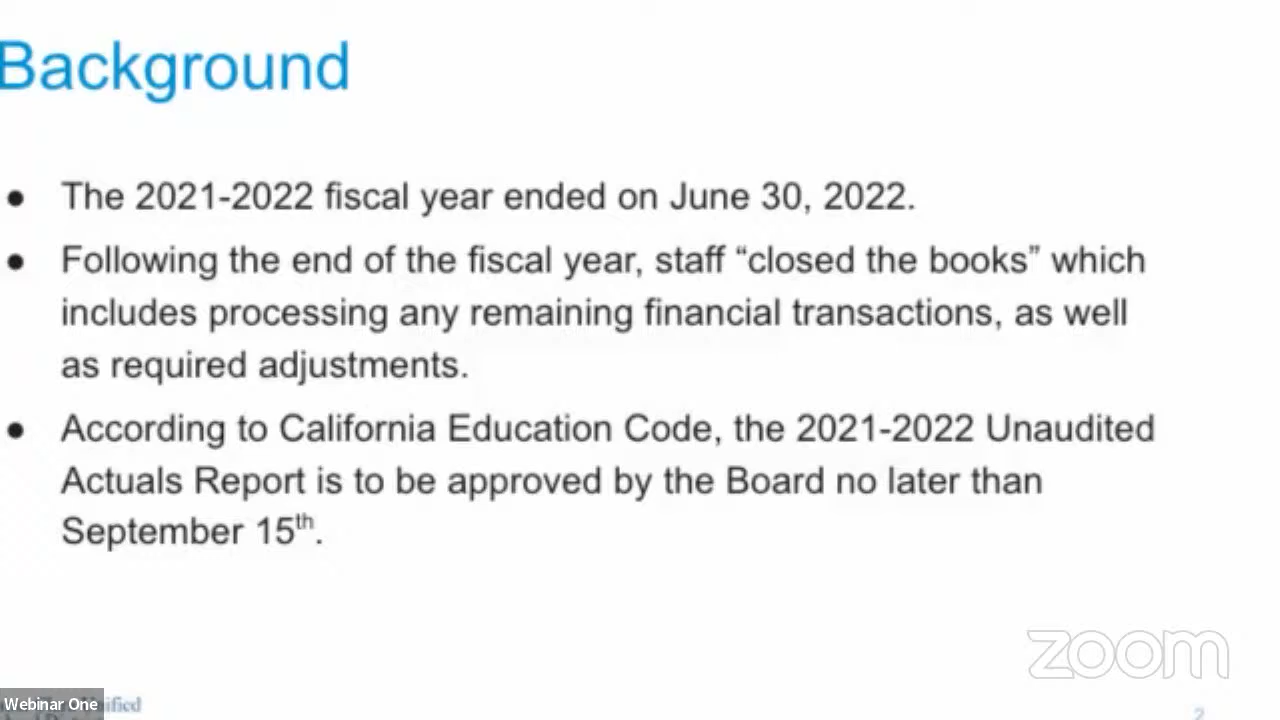 Background
● The 2021-2022 fiscal year ended on June 30, 2022.
● Following the end of the fiscal year, staff “closed the books” which
includes processing any remaining financial transactions, as well
as required adjustments.
● According to California Education Code, the 2021-2022 Unaudited
Actuals Report is to be approved by the Board no later than
September 15th.
zoom
Webinar One
2